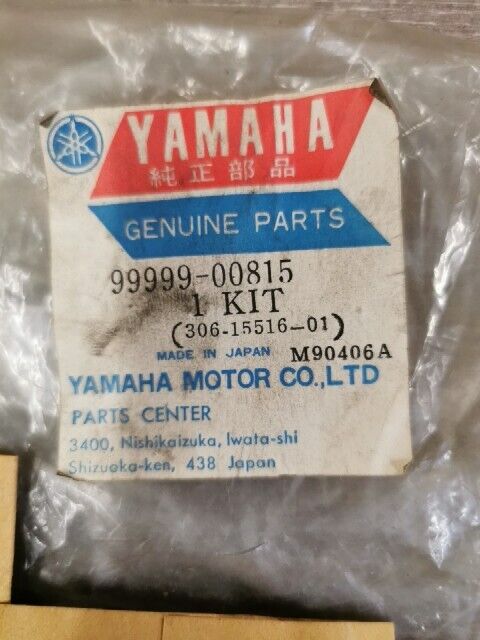 YAMAHA
純正部品
GENUINE PARTS
99999-00815
1 KIT
(306-15516-01)
MADE IN JAPAN M90406A
YAMAHA MOTOR CO.,LTD
PARTS CENTER
3400, Nishikaizuka, Iwata-shi
Shizuoka-ken, 438 Japan